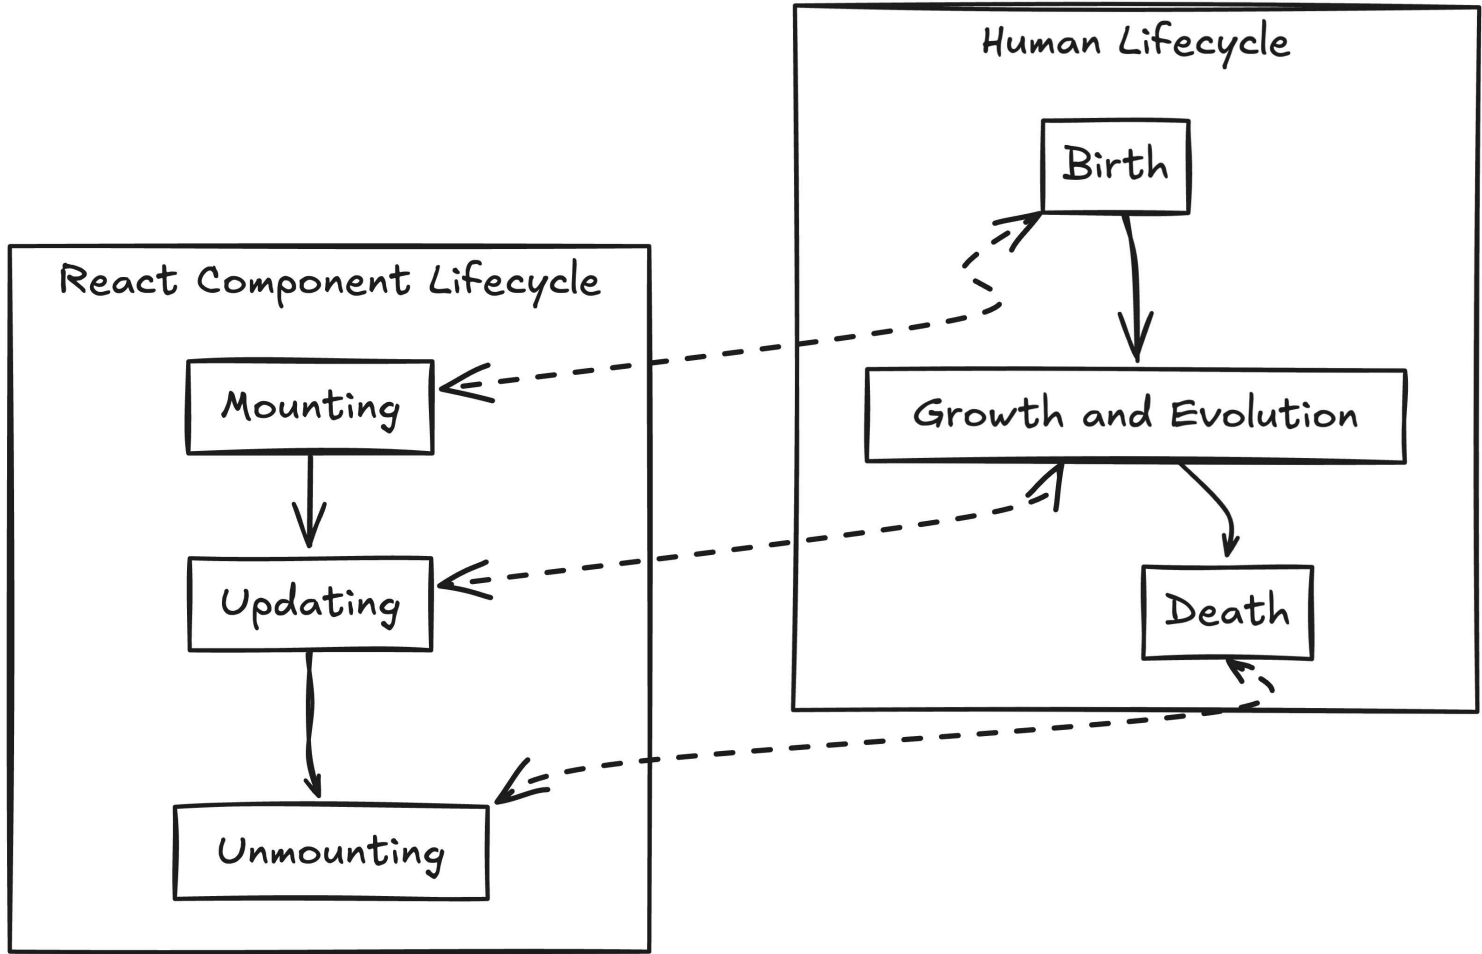 React Component Lifecycle
Mounting
Updating
Unmounting
Human Lifecycle
Birth
Growth and Evolution
Death